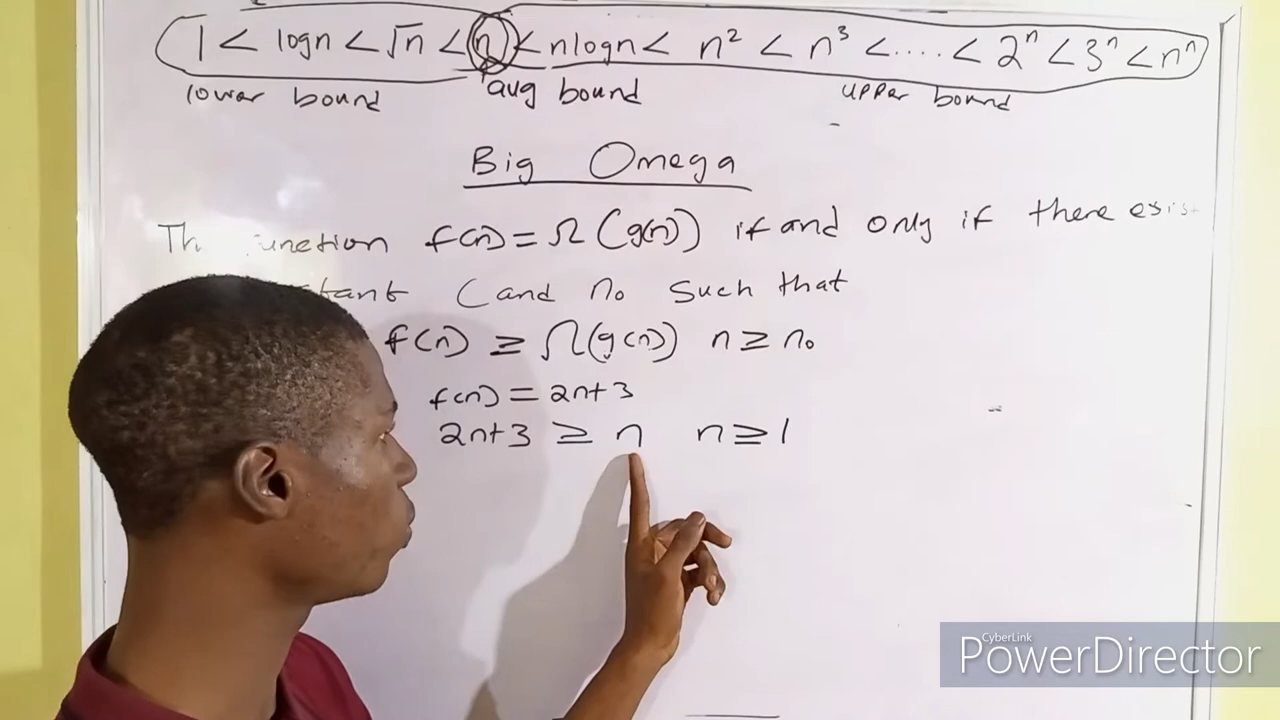 1 < logn < √n < n < nlogn < n² < n³ < .... < 2ⁿ < 3ⁿ < nⁿ
lower bound avg bound upper bound
Big Omega
f(n) = Ω (g(n)) if and only if there exis
C and n₀ such that
f(n) ≥ Ω(g(n)) n ≥ n₀
f(n) = 2n+3
2n+3 ≥ n n ≥ 1
CyberLink
PowerDirector